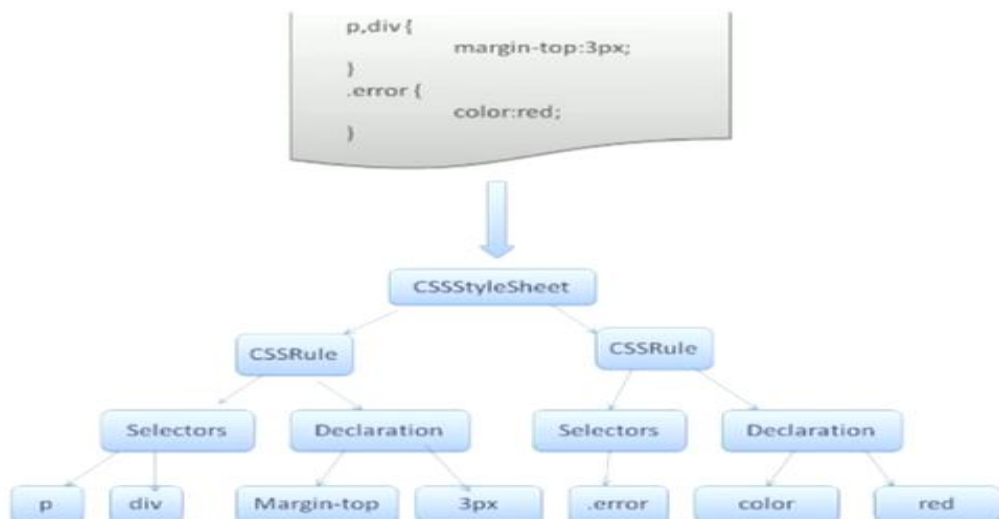 p,div {
margin-top:3px;
}
.error {
color:red;
}
CSSStyleSheet
CSSRule CSSRule
Selectors Declaration Selectors Declaration
p div Margin-top 3px .error color red